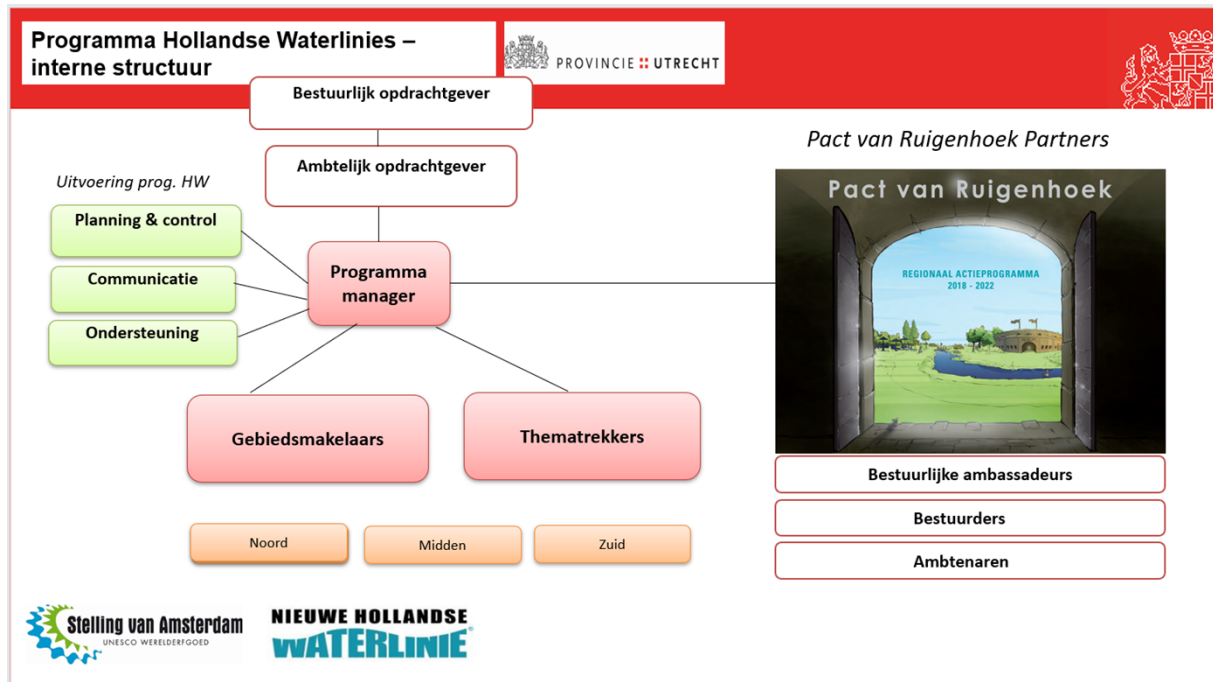 Programma Hollandse Waterlinies –
interne structuur
PROVINCIE :: UTRECHT
Bestuurlijk opdrachtgever
Ambtelijk opdrachtgever
Uitvoering prog. HW
Planning & control
Communicatie
Ondersteuning
Programma
manager
Gebiedsmakelaars
Thematrekkers
Noord
Midden
Zuid
Pact van Ruigenhoek Partners
Pact van Ruigenhoek
REGIONAAL ACTIEPROGRAMMA
2018 - 2022
Bestuurlijke ambassadeurs
Bestuurders
Ambtenaren
Stelling van Amsterdam
UNESCO WERELDERFGOED
NIEUWE HOLLANDSE
WATERLINIE